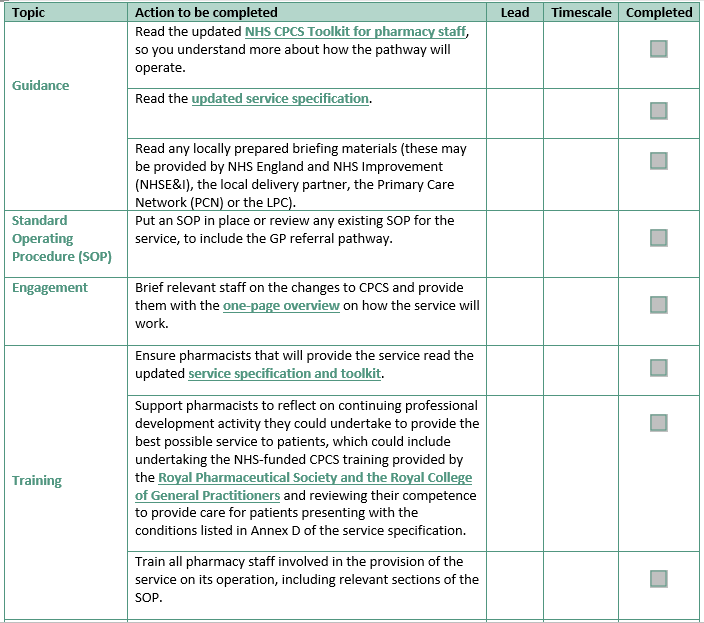 Topic Action to be completed Lead Timescale Completed
Guidance
Read the updated NHS CPCS Toolkit for pharmacy staff,
so you understand more about how the pathway will
operate.
Read the updated service specification.
Read any locally prepared briefing materials (these may
be provided by NHS England and NHS Improvement
(NHSE&I), the local delivery partner, the Primary Care
Network (PCN) or the LPC).
Standard
Operating
Procedure (SOP)
Put an SOP in place or review any existing SOP for the
service, to include the GP referral pathway.
Engagement
Brief relevant staff on the changes to CPCS and provide
them with the one-page overview on how the service will
work.
Training
Ensure pharmacists that will provide the service read the
updated service specification and toolkit.
Support pharmacists to reflect on continuing professional
development activity they could undertake to provide the
best possible service to patients, which could include
undertaking the NHS-funded CPCS training provided by
the Royal Pharmaceutical Society and the Royal College
of General Practitioners and reviewing their competence
to provide care for patients presenting with the
conditions listed in Annex D of the service specification.
Train all pharmacy staff involved in the provision of the
service on its operation, including relevant sections of the
SOP.